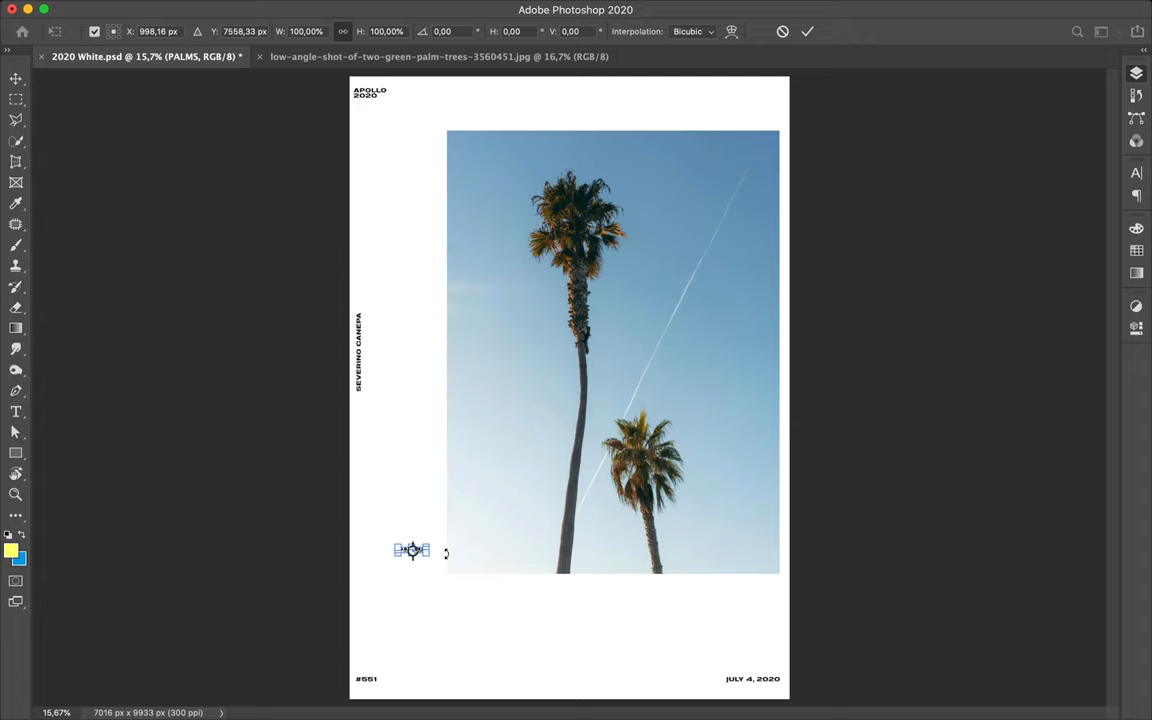 Adobe Photoshop 2020
X: 998,16 px
Y: 7558,33 px
W: 100,00%
H: 100,00%
0,00 °
H: 0,00 °
V: 0,00 °
Interpolation: Bicubic
2020 White.psd @ 15,7% (PALMS, RGB/8) *
low-angle-shot-of-two-green-palm-trees-3560451.jpg @ 16,7% (RGB/8)
APOLLO
2020
SEVERINO CANEPA
#551
JULY 4, 2020
15,67%
7016 px x 9933 px (300 ppi)